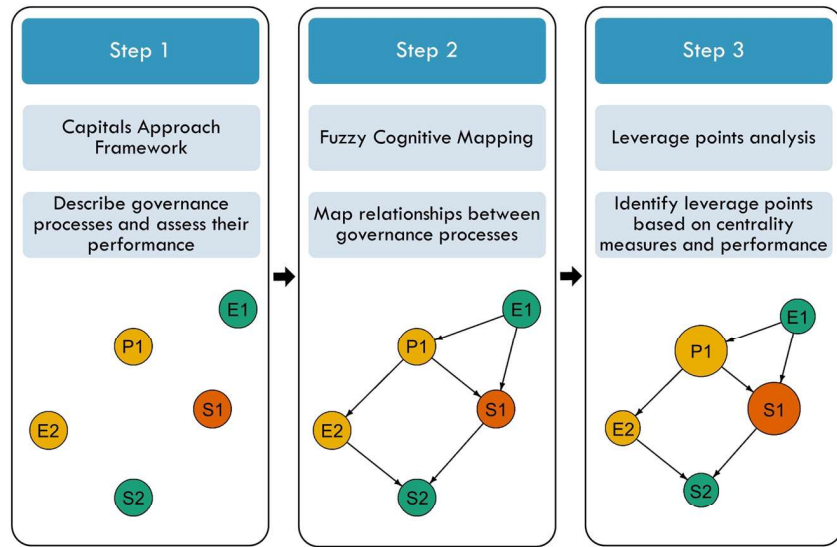 Step 1
Capitals Approach
Framework
Describe governance
processes and assess their
performance
E1
P1
S1
E2
S2
Step 2
Fuzzy Cognitive Mapping
Map relationships between
governance processes
E1
P1
S1
E2
S2
Step 3
Leverage points analysis
Identify leverage points
based on centrality
measures and performance
E1
P1
S1
E2
S2